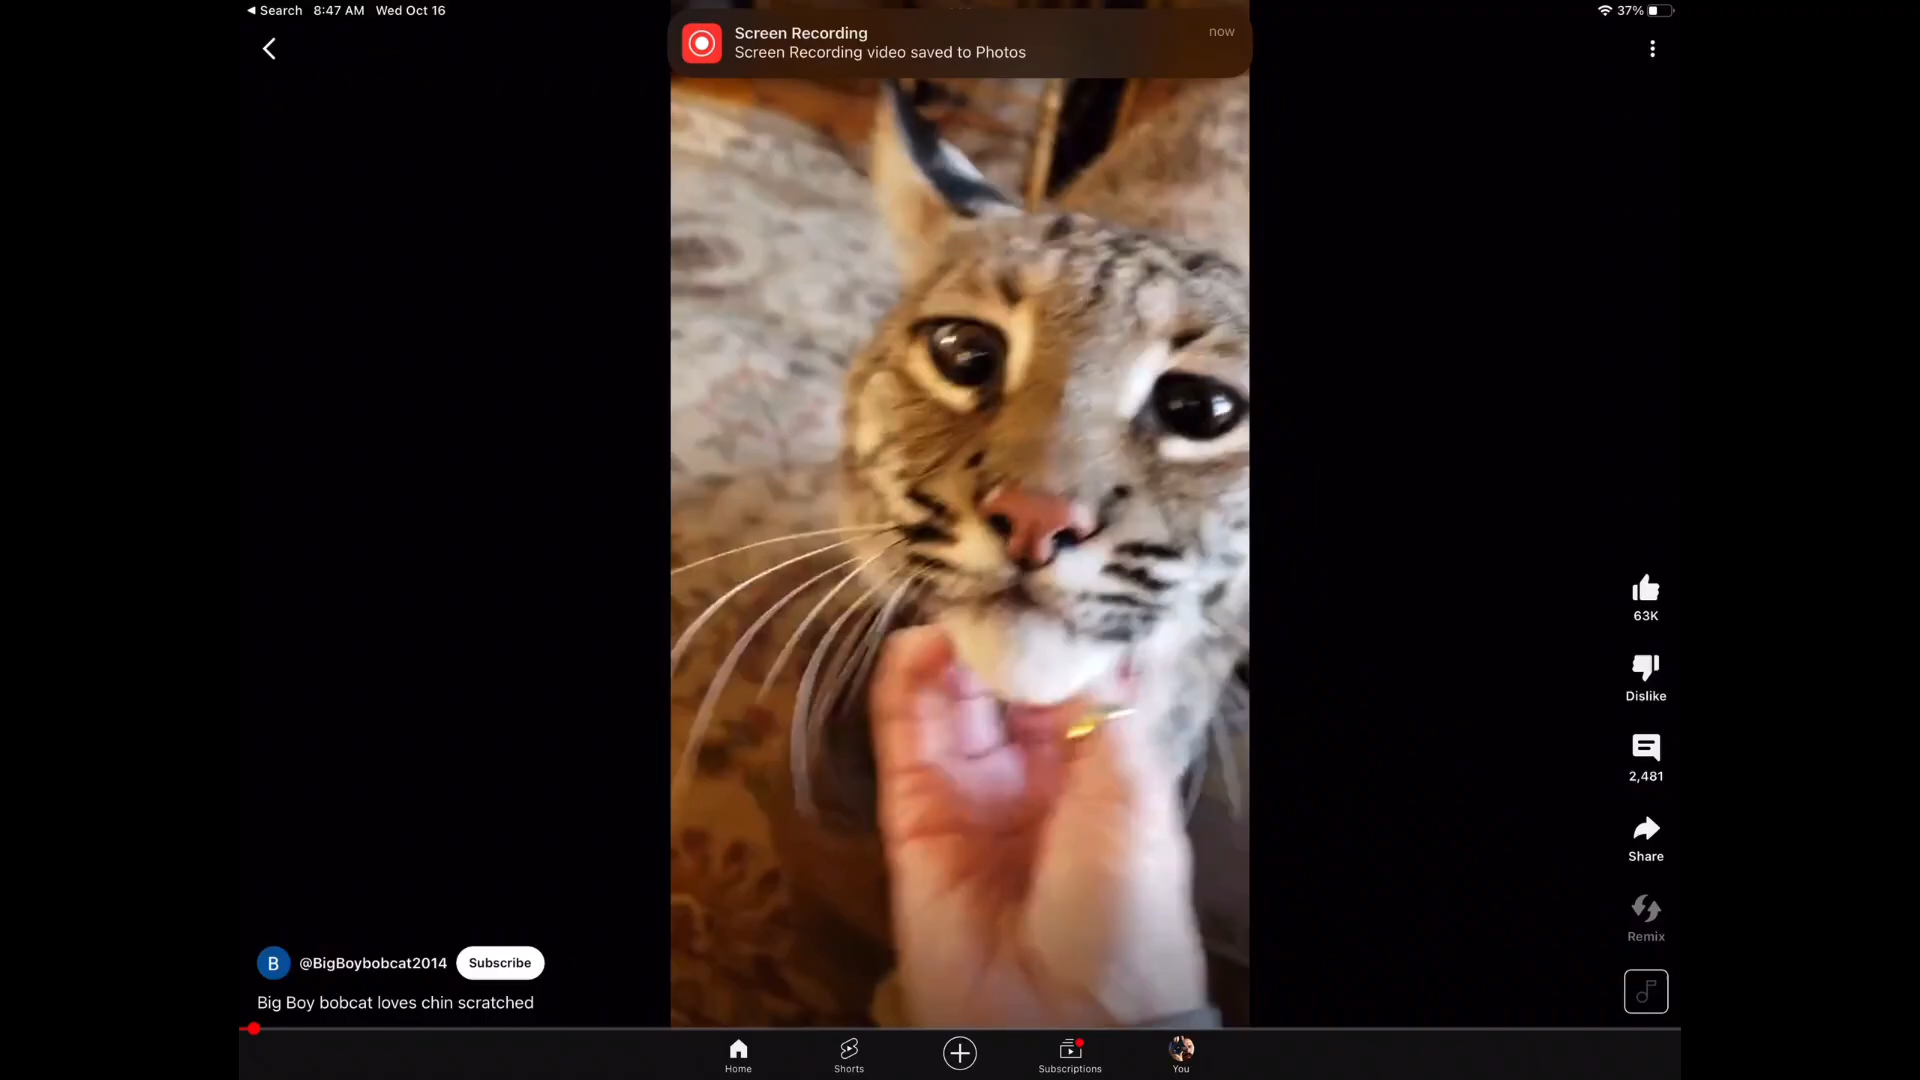 Search 8:47 AM Wed Oct 16
37%
Screen Recording
now
Screen Recording video saved to Photos
63K
Dislike
2,481
Share
Remix
B @BigBoybobcat2014 Subscribe
Big Boy bobcat loves chin scratched
Home Shorts Subscriptions You